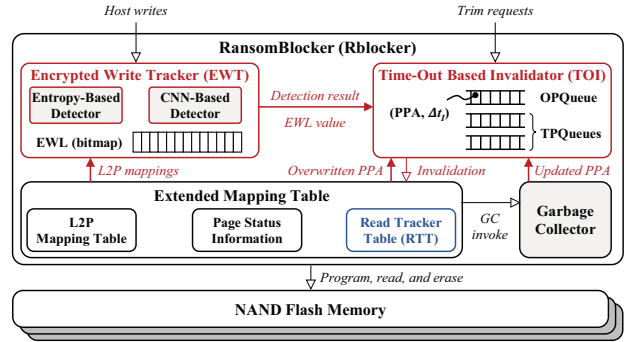 Host writes
Trim requests
RansomBlocker (Rblocker)
Encrypted Write Tracker (EWT)
Entropy-Based
Detector
CNN-Based
Detector
EWL (bitmap)
Detection result
EWL value
Time-Out Based Invalidator (TOI)
(PPA, Δtᵢ)
OPQueue
TPQueues
L2P mappings
Overwritten PPA
Invalidation
Updated PPA
Extended Mapping Table
L2P
Mapping Table
Page Status
Information
Read Tracker
Table (RTT)
GC
invoke
Garbage
Collector
Program, read, and erase
NAND Flash Memory